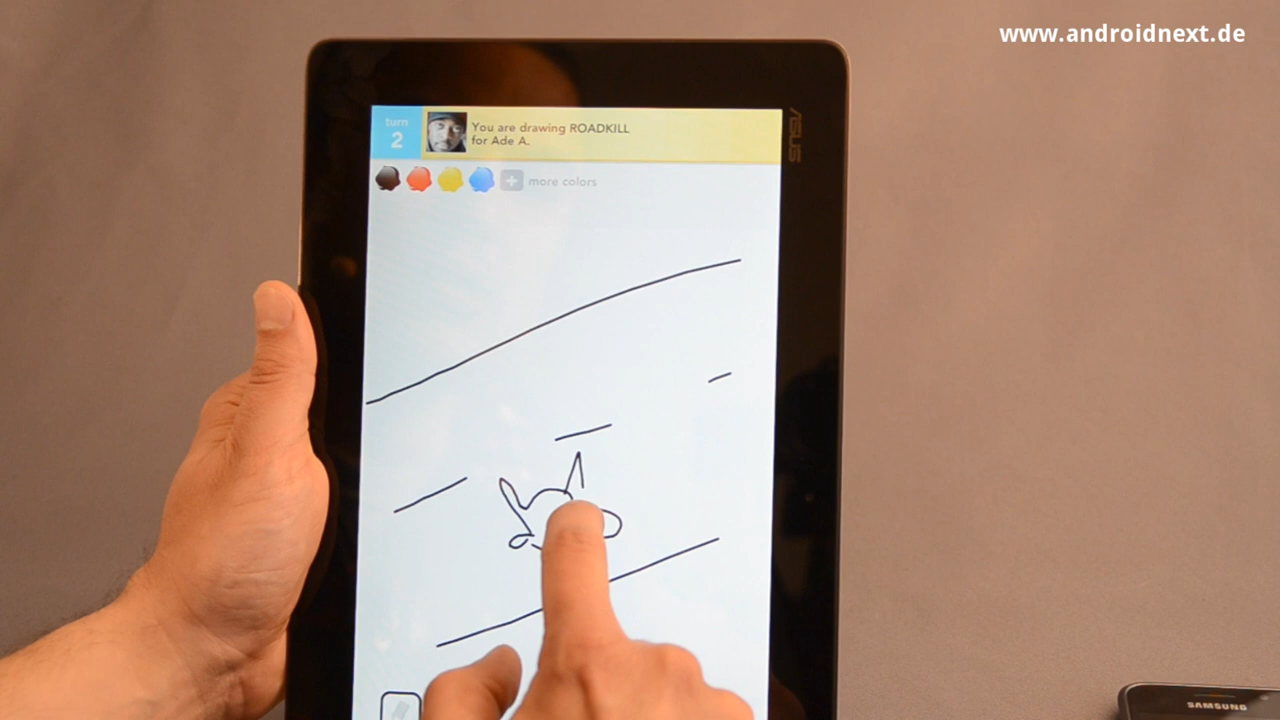 www.androidnext.de
turn
2
You are drawing ROADKILL
for Ade A.
more colors
ASUS
SAMSUNG